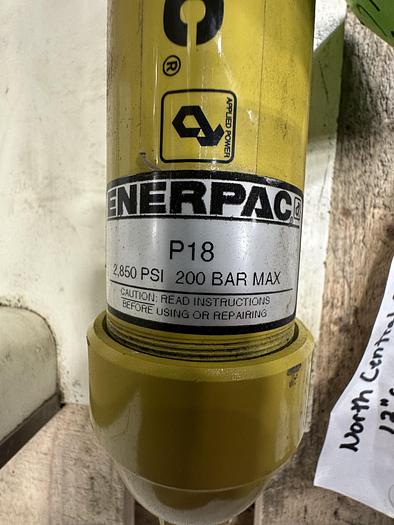 C
®
APPLIED POWER
ENERPAC
P18
2,850 PSI 200 BAR MAX
CAUTION: READ INSTRUCTIONS
BEFORE USING OR REPAIRING
North Central
12"